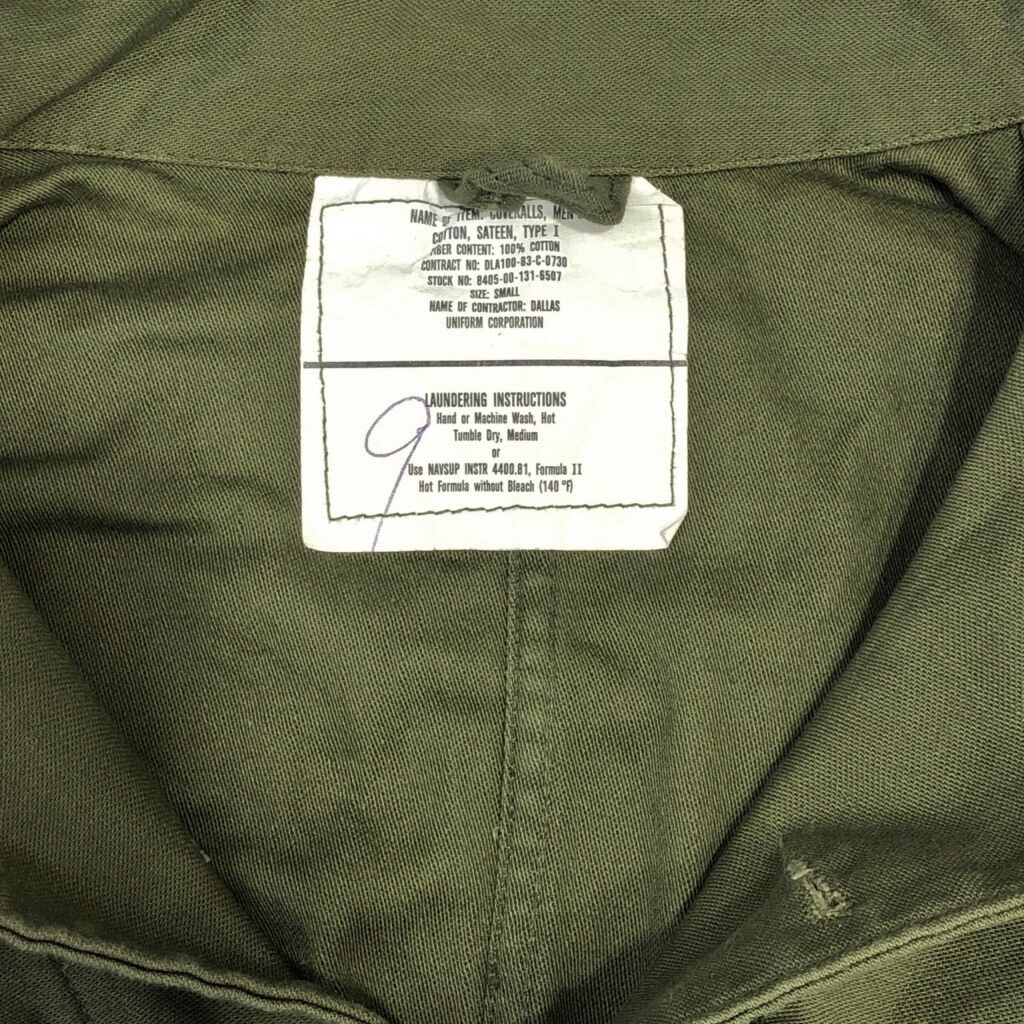 NAME OF ITEM: COVERALLS, MEN'S
COTTON, SATEEN, TYPE I
FIBER CONTENT: 100% COTTON
CONTRACT NO: DLA100-83-C-0730
STOCK NO: 8405-00-131-6507
SIZE: SMALL
NAME OF CONTRACTOR: DALLAS
UNIFORM CORPORATION
LAUNDERING INSTRUCTIONS
Hand or Machine Wash, Hot
Tumble Dry, Medium
or
Use NAVSUP INSTR 4400.81, Formula II
Hot Formula without Bleach (140 °F)
9